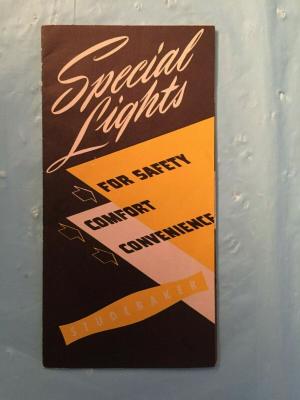 Special
Lights
FOR SAFETY
COMFORT
CONVENIENCE
STUDEBAKER